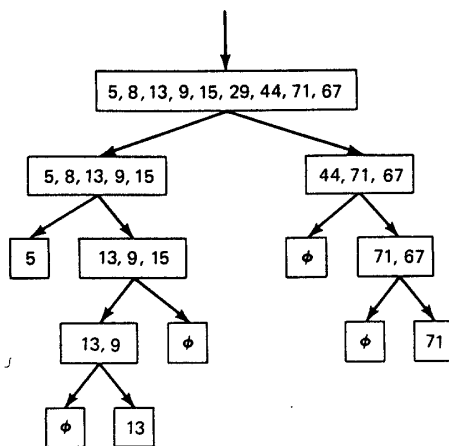 5, 8, 13, 9, 15, 29, 44, 71, 67
5, 8, 13, 9, 15
44, 71, 67
5
13, 9, 15
ϕ
71, 67
13, 9
ϕ
ϕ
71
ϕ
13